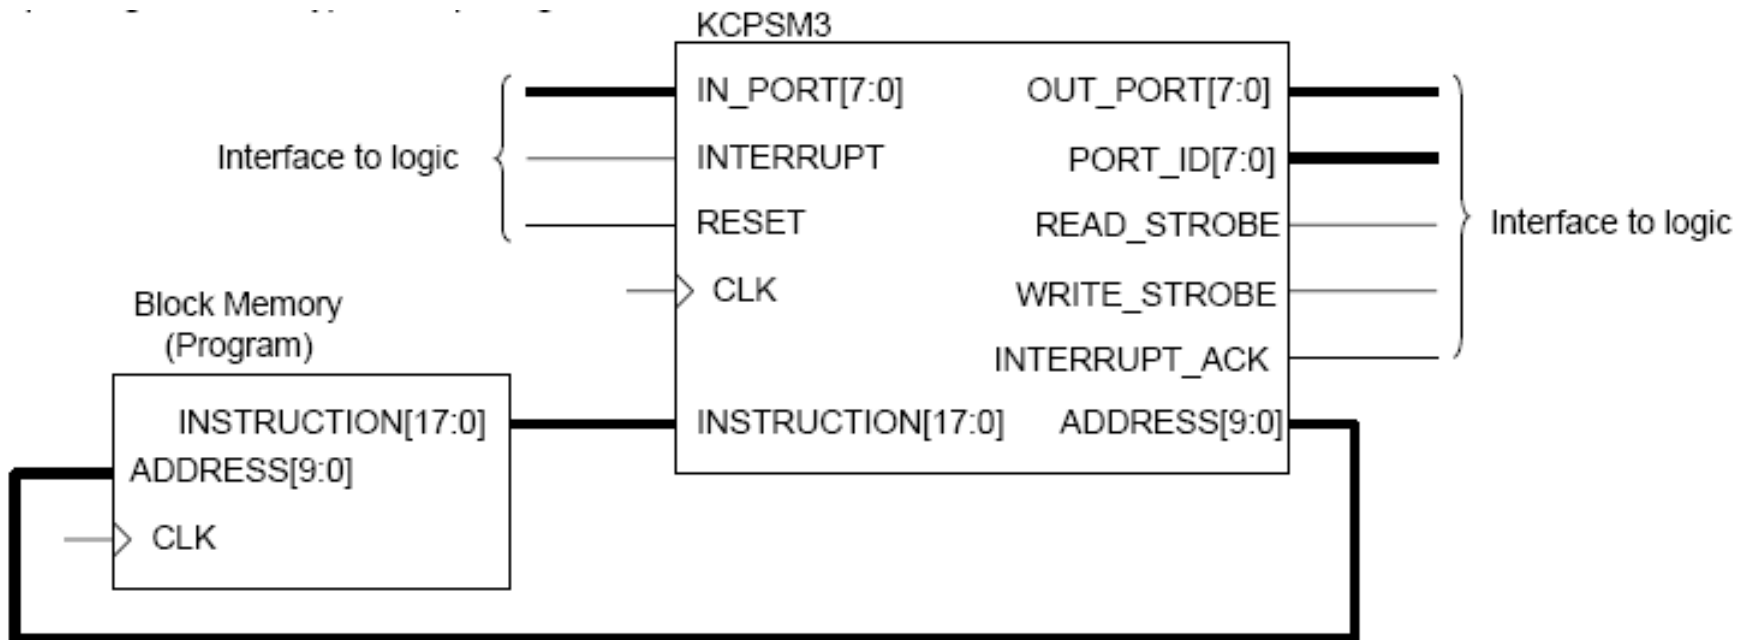 KCPSM3
IN_PORT[7:0]
OUT_PORT[7:0]
Interface to logic
INTERRUPT
PORT_ID[7:0]
RESET
READ_STROBE
Interface to logic
CLK
WRITE_STROBE
Block Memory
(Program)
INTERRUPT_ACK
INSTRUCTION[17:0]
INSTRUCTION[17:0]
ADDRESS[9:0]
ADDRESS[9:0]
CLK